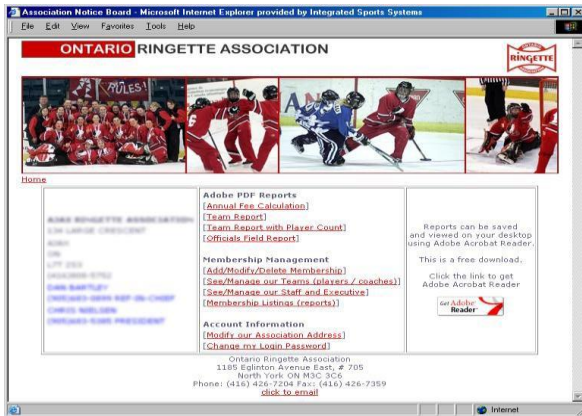 Association Notice Board - Microsoft Internet Explorer provided by Integrated Sports Systems
File Edit View Favorites Tools Help
ONTARIO RINGETTE ASSOCIATION
ONTARIO
RINGETTE
RULES!
Home
Adobe PDF Reports
[Annual Fee Calculation]
[Team Report]
[Team Report with Player Count]
[Officials Field Report]
Membership Management
[Add/Modify/Delete Membership]
[See/Manage our Teams (players / coaches)]
[See/Manage our Staff and Executive]
[Membership Listings (reports)]
Account Information
[Modify our Association Address]
[Change my Login Password]
Reports can be saved
and viewed on your desktop
using Adobe Acrobat Reader.
This is a free download.
Click the link to get
Adobe Acrobat Reader
Get Adobe
Reader
Ontario Ringette Association
1185 Eglinton Avenue East, # 705
North York ON M3C 3C6
Phone: (416) 426-7204 Fax: (416) 426-7359
click to email
Internet